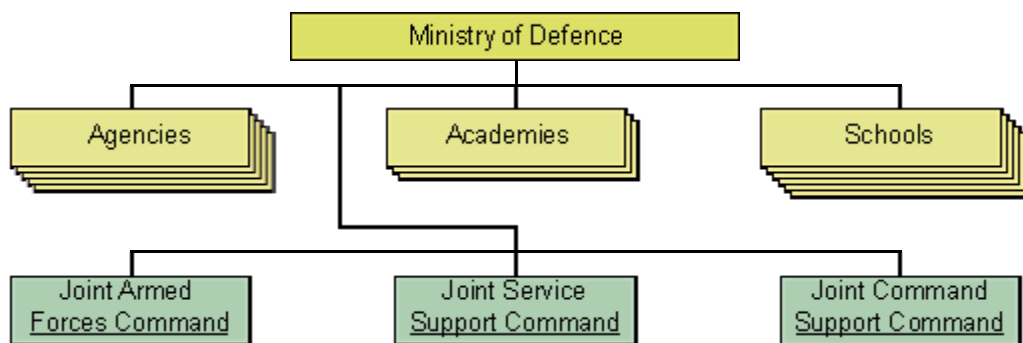 Ministry of Defence
Agencies
Academies
Schools
Joint Armed
Forces Command
Joint Service
Support Command
Joint Command
Support Command